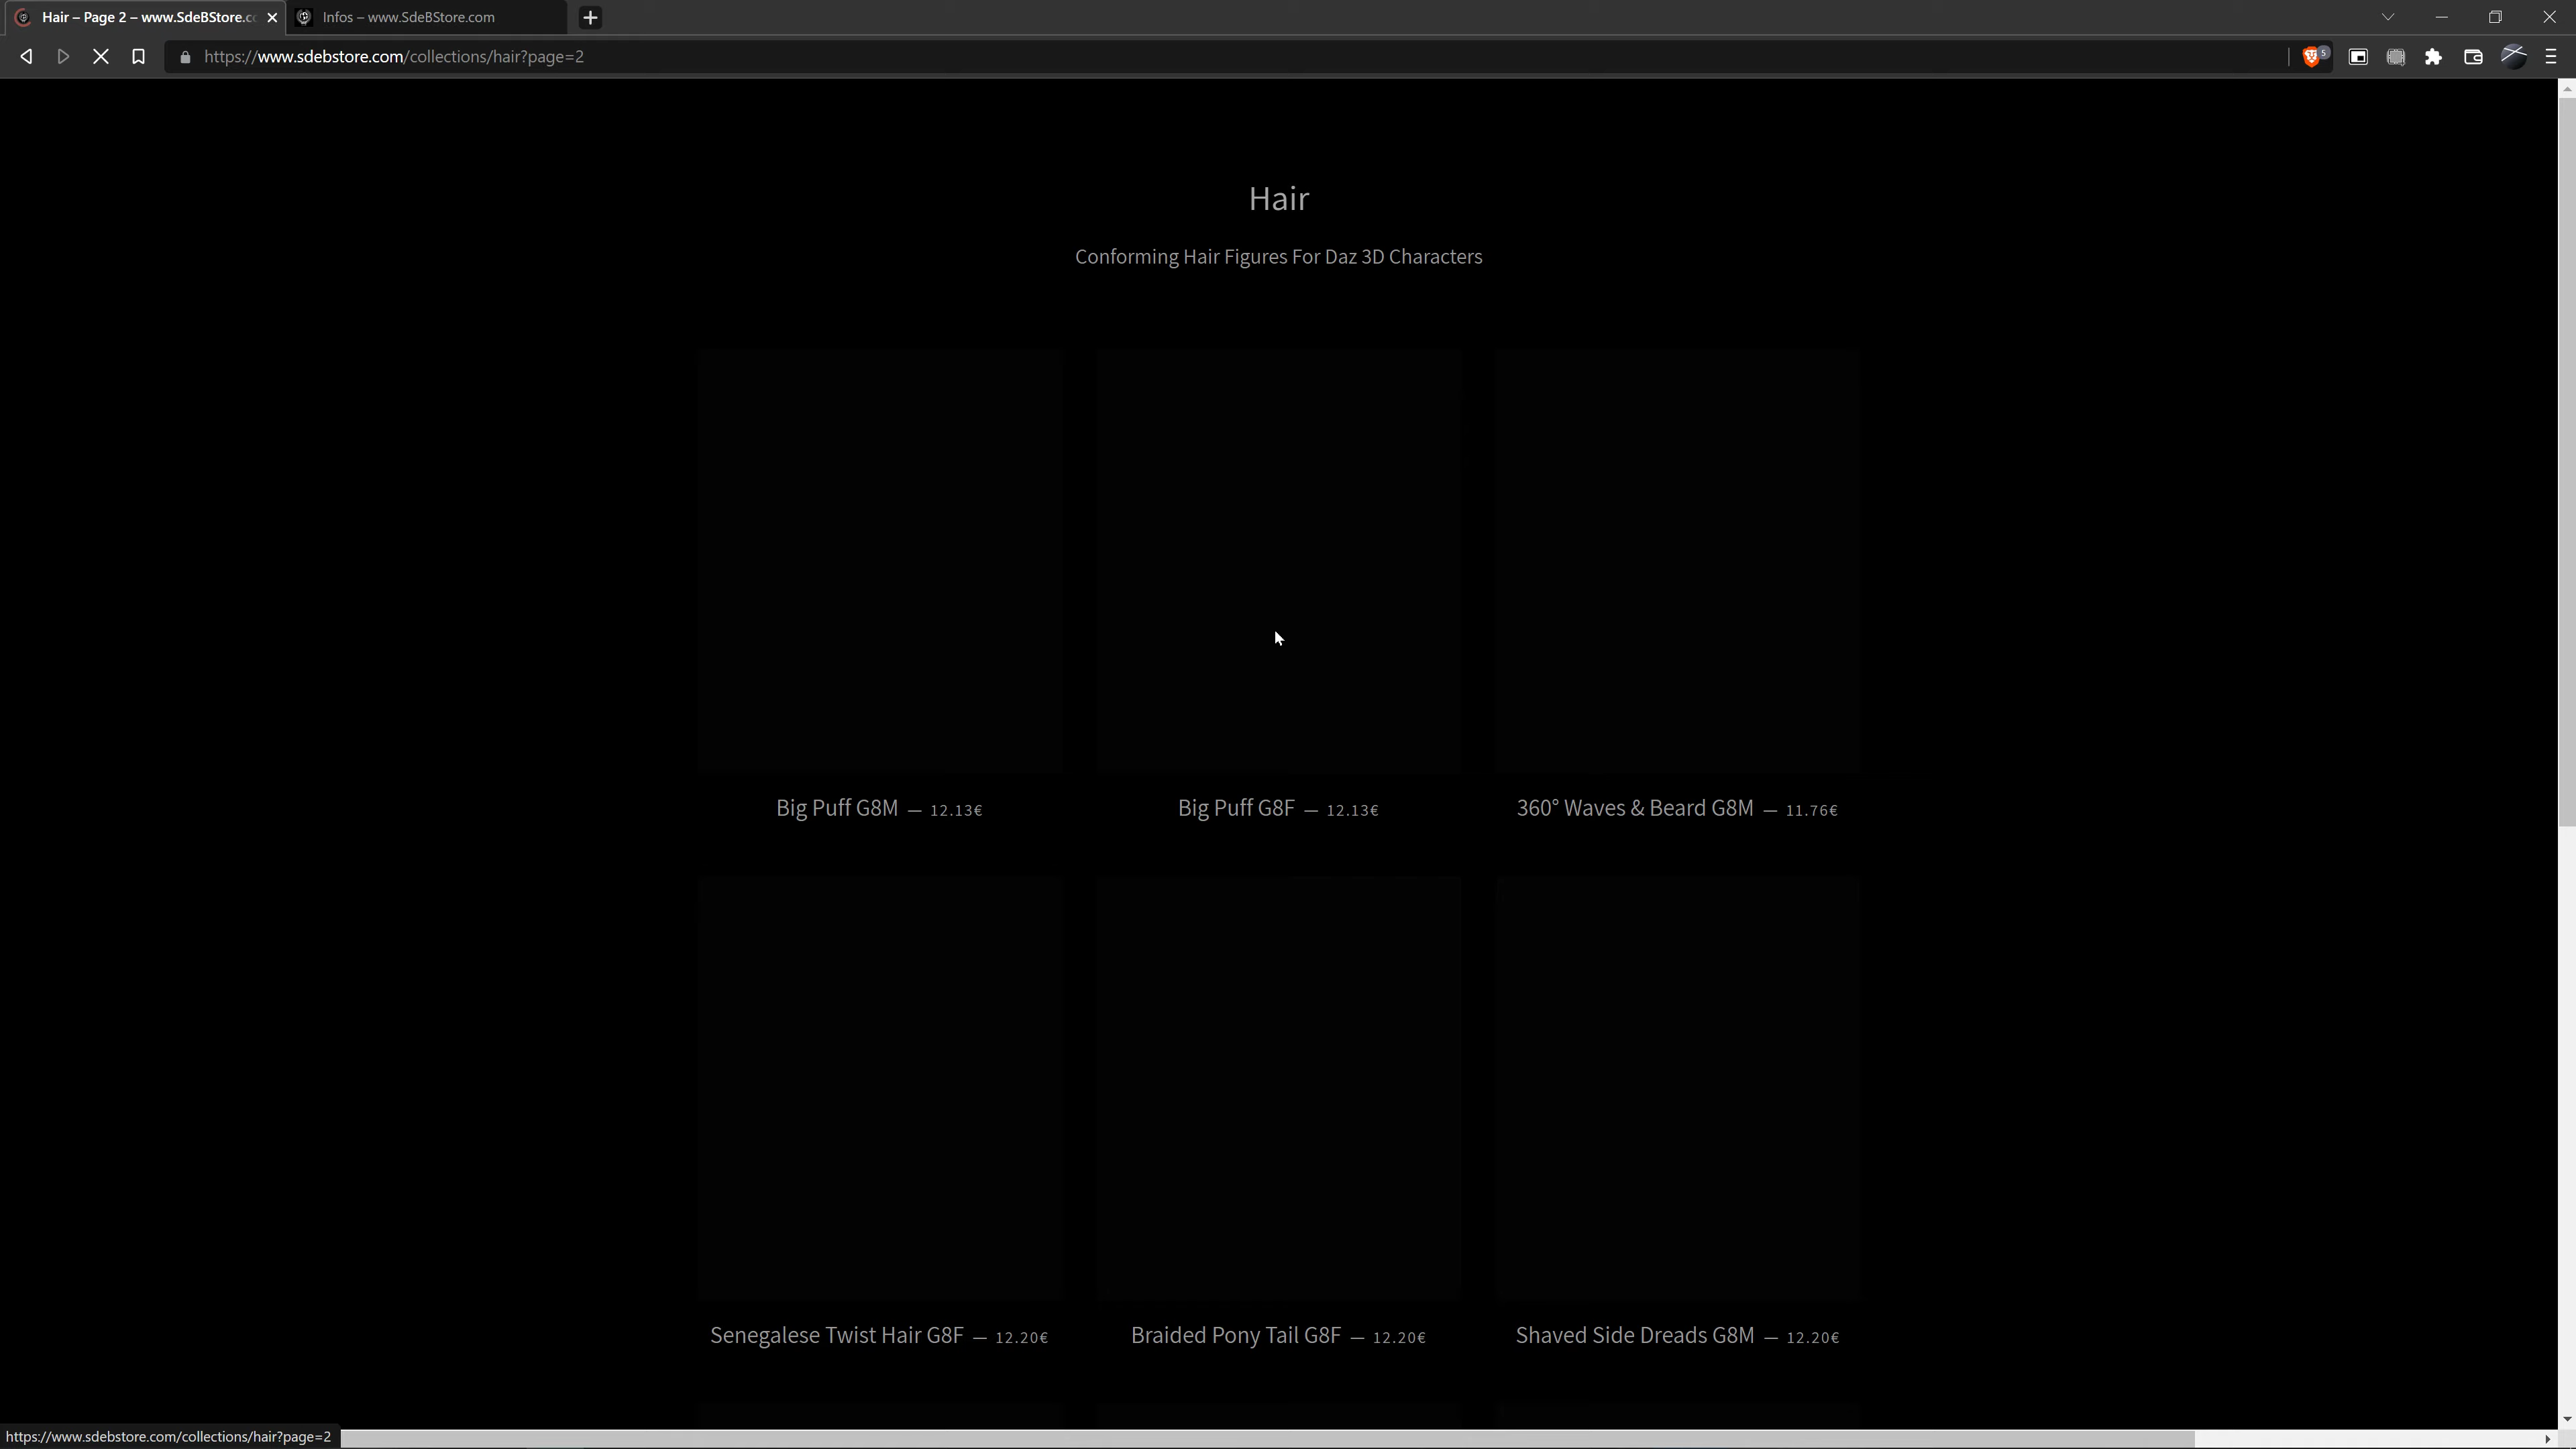 Hair – Page 2 – www.SdeBStore.c
Infos – www.SdeBStore.com
https://www.sdebstore.com/collections/hair?page=2
5
Hair
Conforming Hair Figures For Daz 3D Characters
Big Puff G8M — 12.13€
Big Puff G8F — 12.13€
360° Waves & Beard G8M — 11.76€
Senegalese Twist Hair G8F — 12.20€
Braided Pony Tail G8F — 12.20€
Shaved Side Dreads G8M — 12.20€
https://www.sdebstore.com/collections/hair?page=2